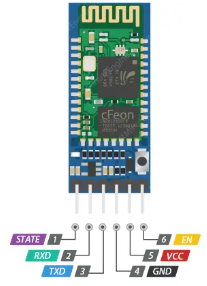 cFeon
STATE 1
6 EN
RXD 2
5 VCC
TXD 3
4 GND